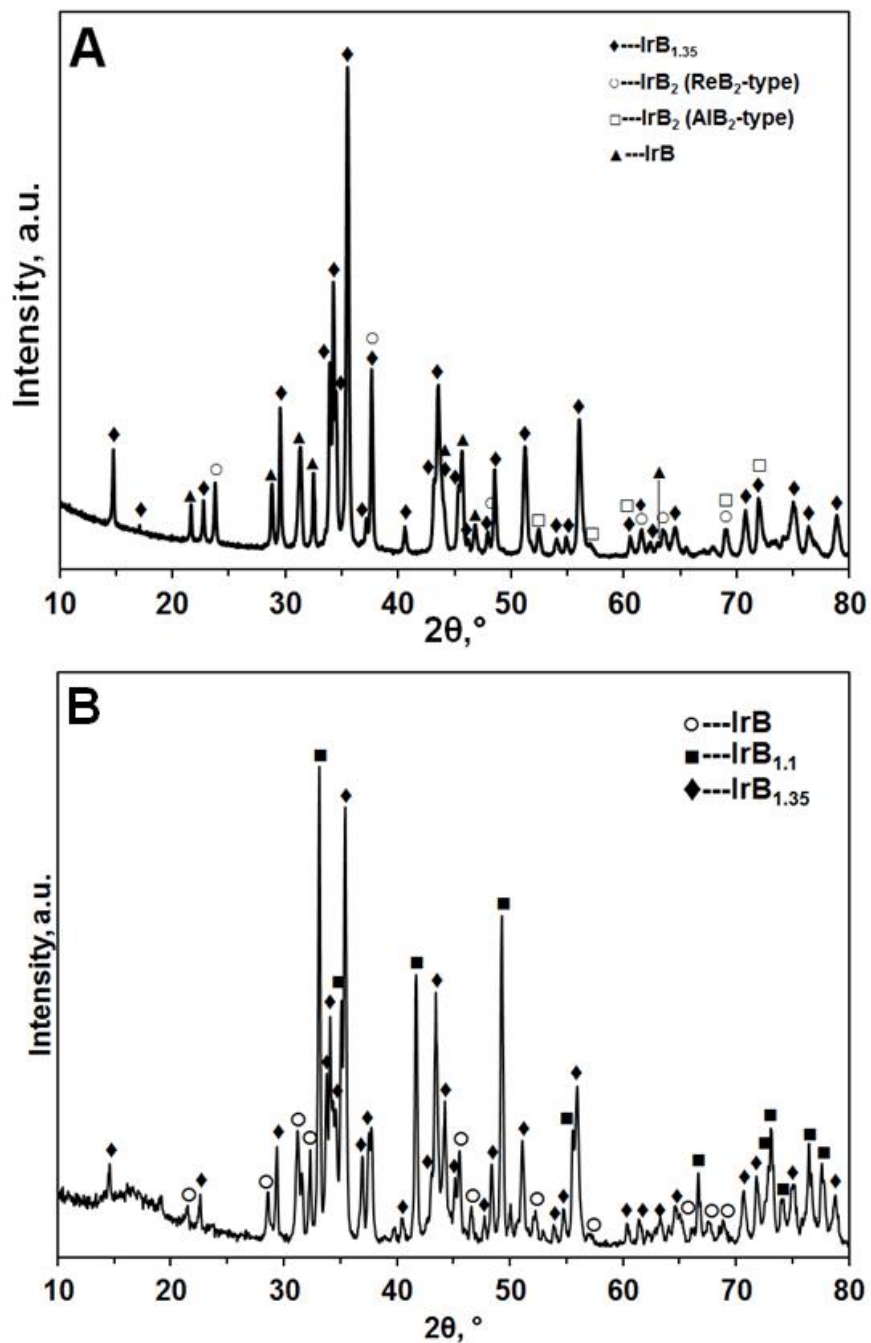 A
♦---IrB1.35
○---IrB2 (ReB2-type)
□---IrB2 (AlB2-type)
▲---IrB
Intensity, a.u.
10 20 30 40 50 60 70 80
2θ,°
B
○---IrB
■---IrB1.1
♦---IrB1.35
Intensity, a.u.
10 20 30 40 50 60 70 80
2θ, °